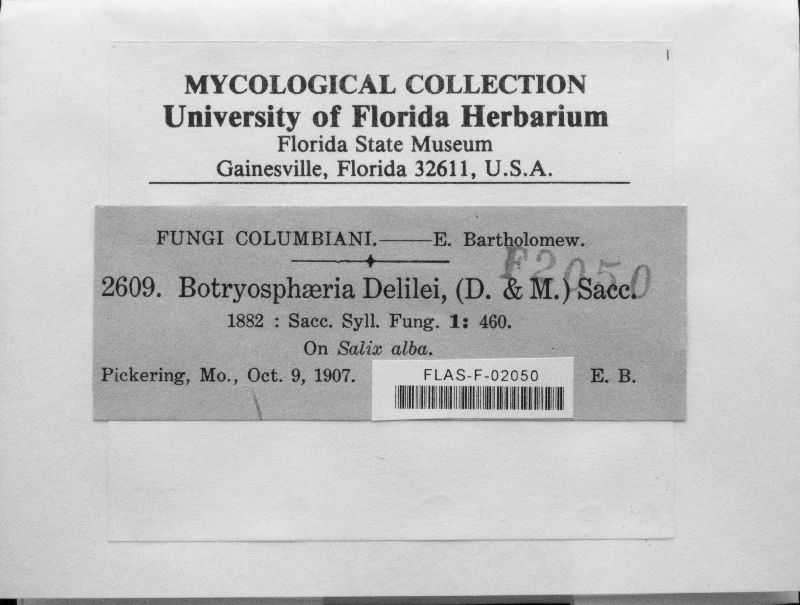 MYCOLOGICAL COLLECTION
University of Florida Herbarium
Florida State Museum
Gainesville, Florida 32611, U.S.A.
FUNGI COLUMBIANI.——E. Bartholomew.
F2050
2609. Botryosphæria Delilei, (D. & M.) Sacc.
1882 : Sacc. Syll. Fung. 1: 460.
On Salix alba.
Pickering, Mo., Oct. 9, 1907. E. B.
FLAS-F-02050